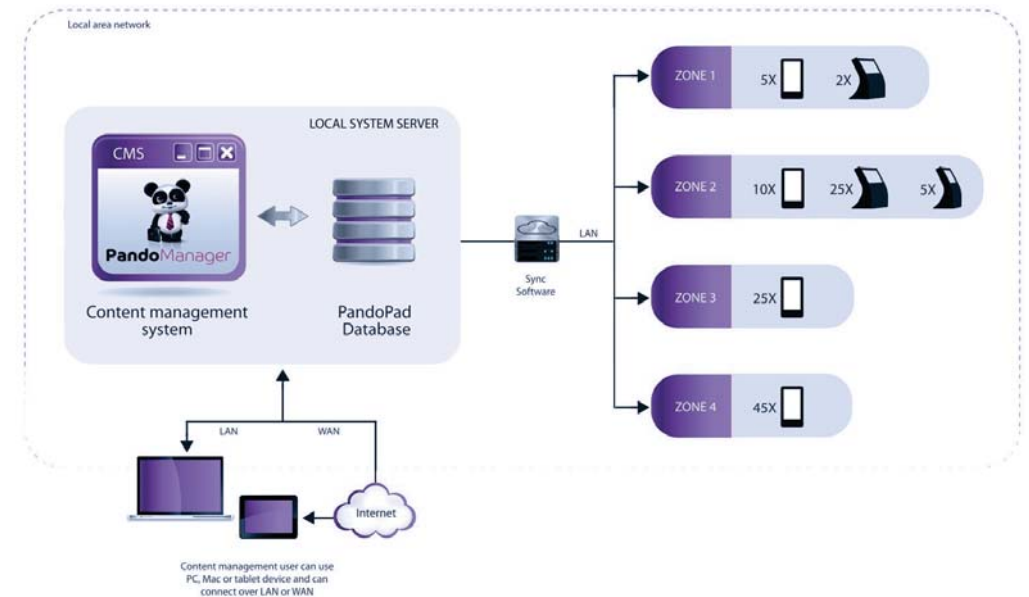 Local area network
LOCAL SYSTEM SERVER
CMS
PandoManager
Content management
system
PandoPad
Database
Sync
Software
LAN
ZONE 1
5X
2X
ZONE 2
10X
25X
5X
ZONE 3
25X
ZONE 4
45X
LAN
WAN
Internet
Content management user can use
PC, Mac or tablet device and can
connect over LAN or WAN